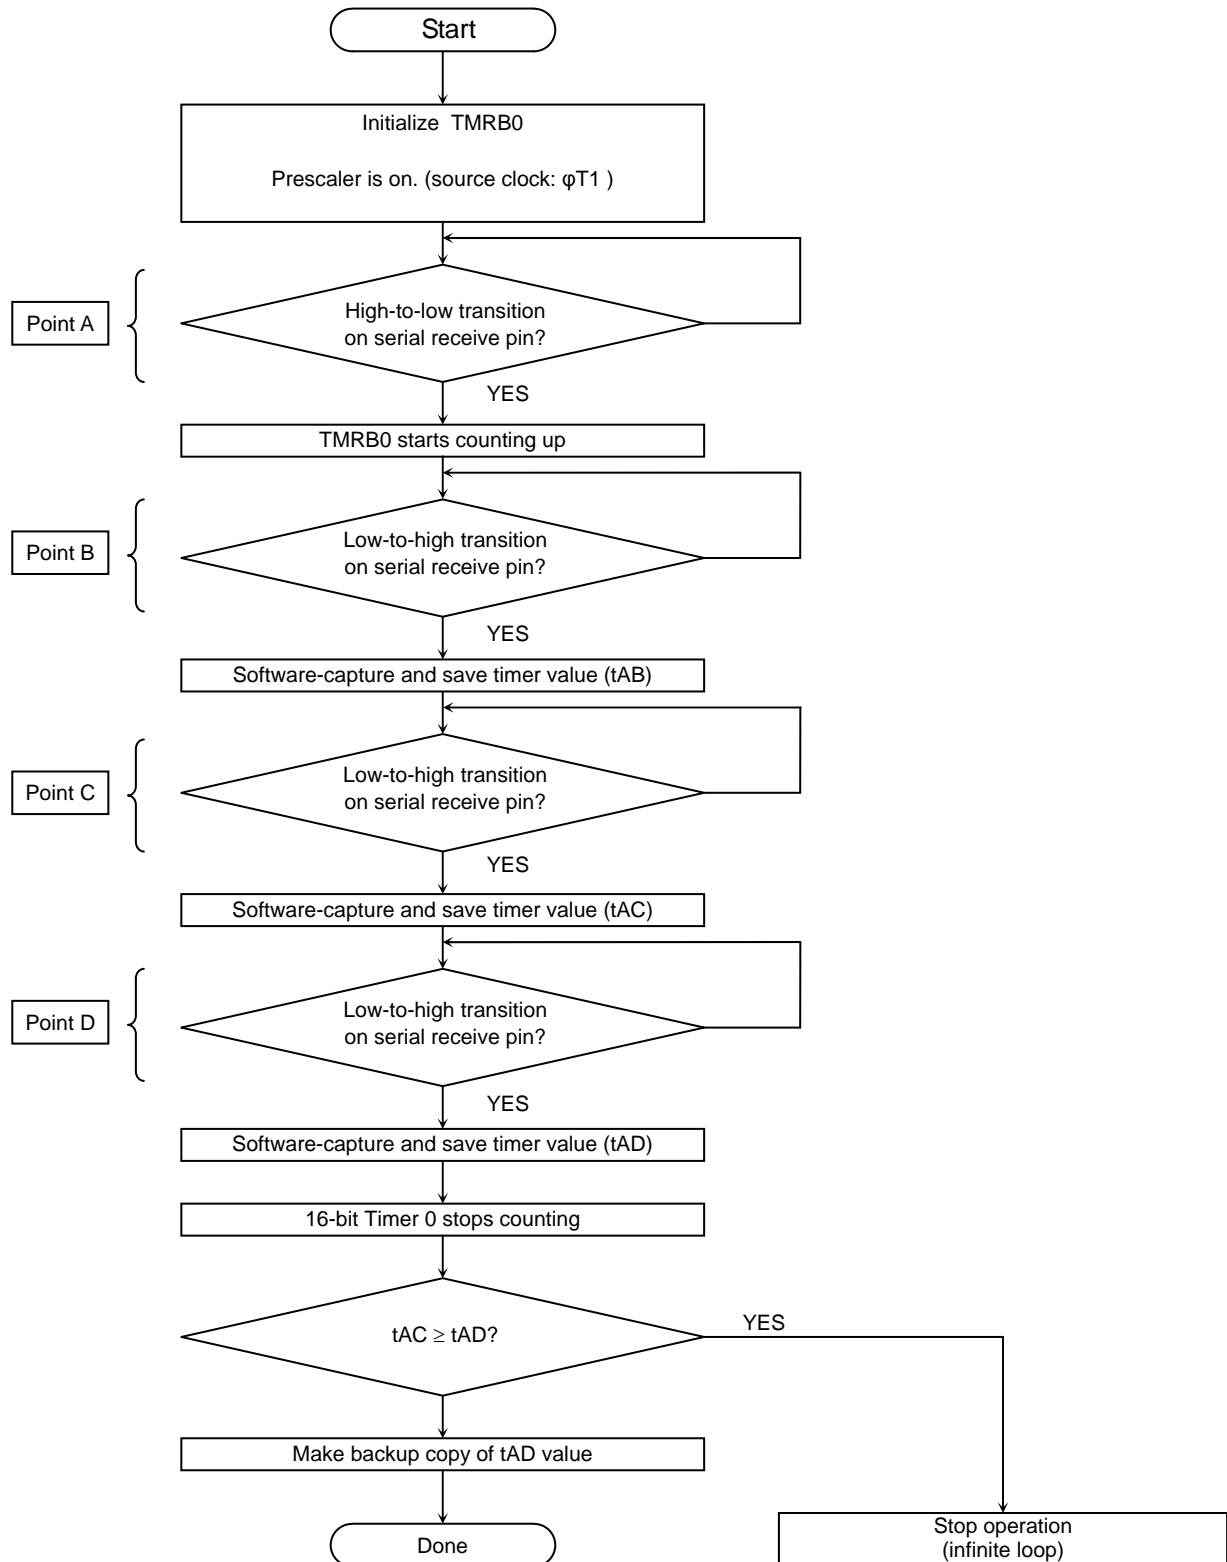 Start
Initialize TMRB0
Prescaler is on. (source clock: φT1 )
Point A
High-to-low transition
on serial receive pin?
YES
TMRB0 starts counting up
Point B
Low-to-high transition
on serial receive pin?
YES
Software-capture and save timer value (tAB)
Point C
Low-to-high transition
on serial receive pin?
YES
Software-capture and save timer value (tAC)
Point D
Low-to-high transition
on serial receive pin?
YES
Software-capture and save timer value (tAD)
16-bit Timer 0 stops counting
tAC ≥ tAD?
YES
Make backup copy of tAD value
Done
Stop operation
(infinite loop)